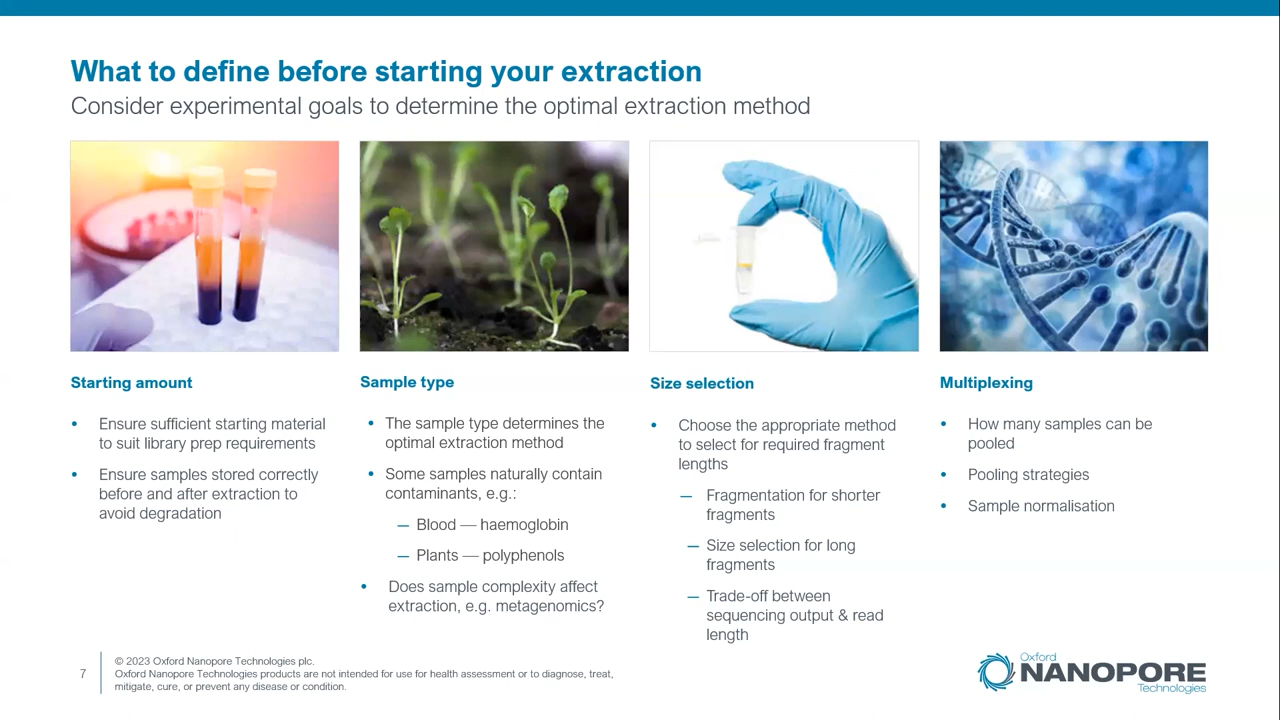 What to define before starting your extraction
Consider experimental goals to determine the optimal extraction method
Starting amount
• Ensure sufficient starting material
to suit library prep requirements
• Ensure samples stored correctly
before and after extraction to
avoid degradation
Sample type
• The sample type determines the
optimal extraction method
• Some samples naturally contain
contaminants, e.g.:
— Blood — haemoglobin
— Plants — polyphenols
• Does sample complexity affect
extraction, e.g. metagenomics?
Size selection
• Choose the appropriate method
to select for required fragment
lengths
— Fragmentation for shorter
fragments
— Size selection for long
fragments
— Trade-off between
sequencing output & read
length
Multiplexing
• How many samples can be
pooled
• Pooling strategies
• Sample normalisation
7
© 2023 Oxford Nanopore Technologies plc.
Oxford Nanopore Technologies products are not intended for use for health assessment or to diagnose, treat,
mitigate, cure, or prevent any disease or condition.
Oxford
NANOPORE
Technologies